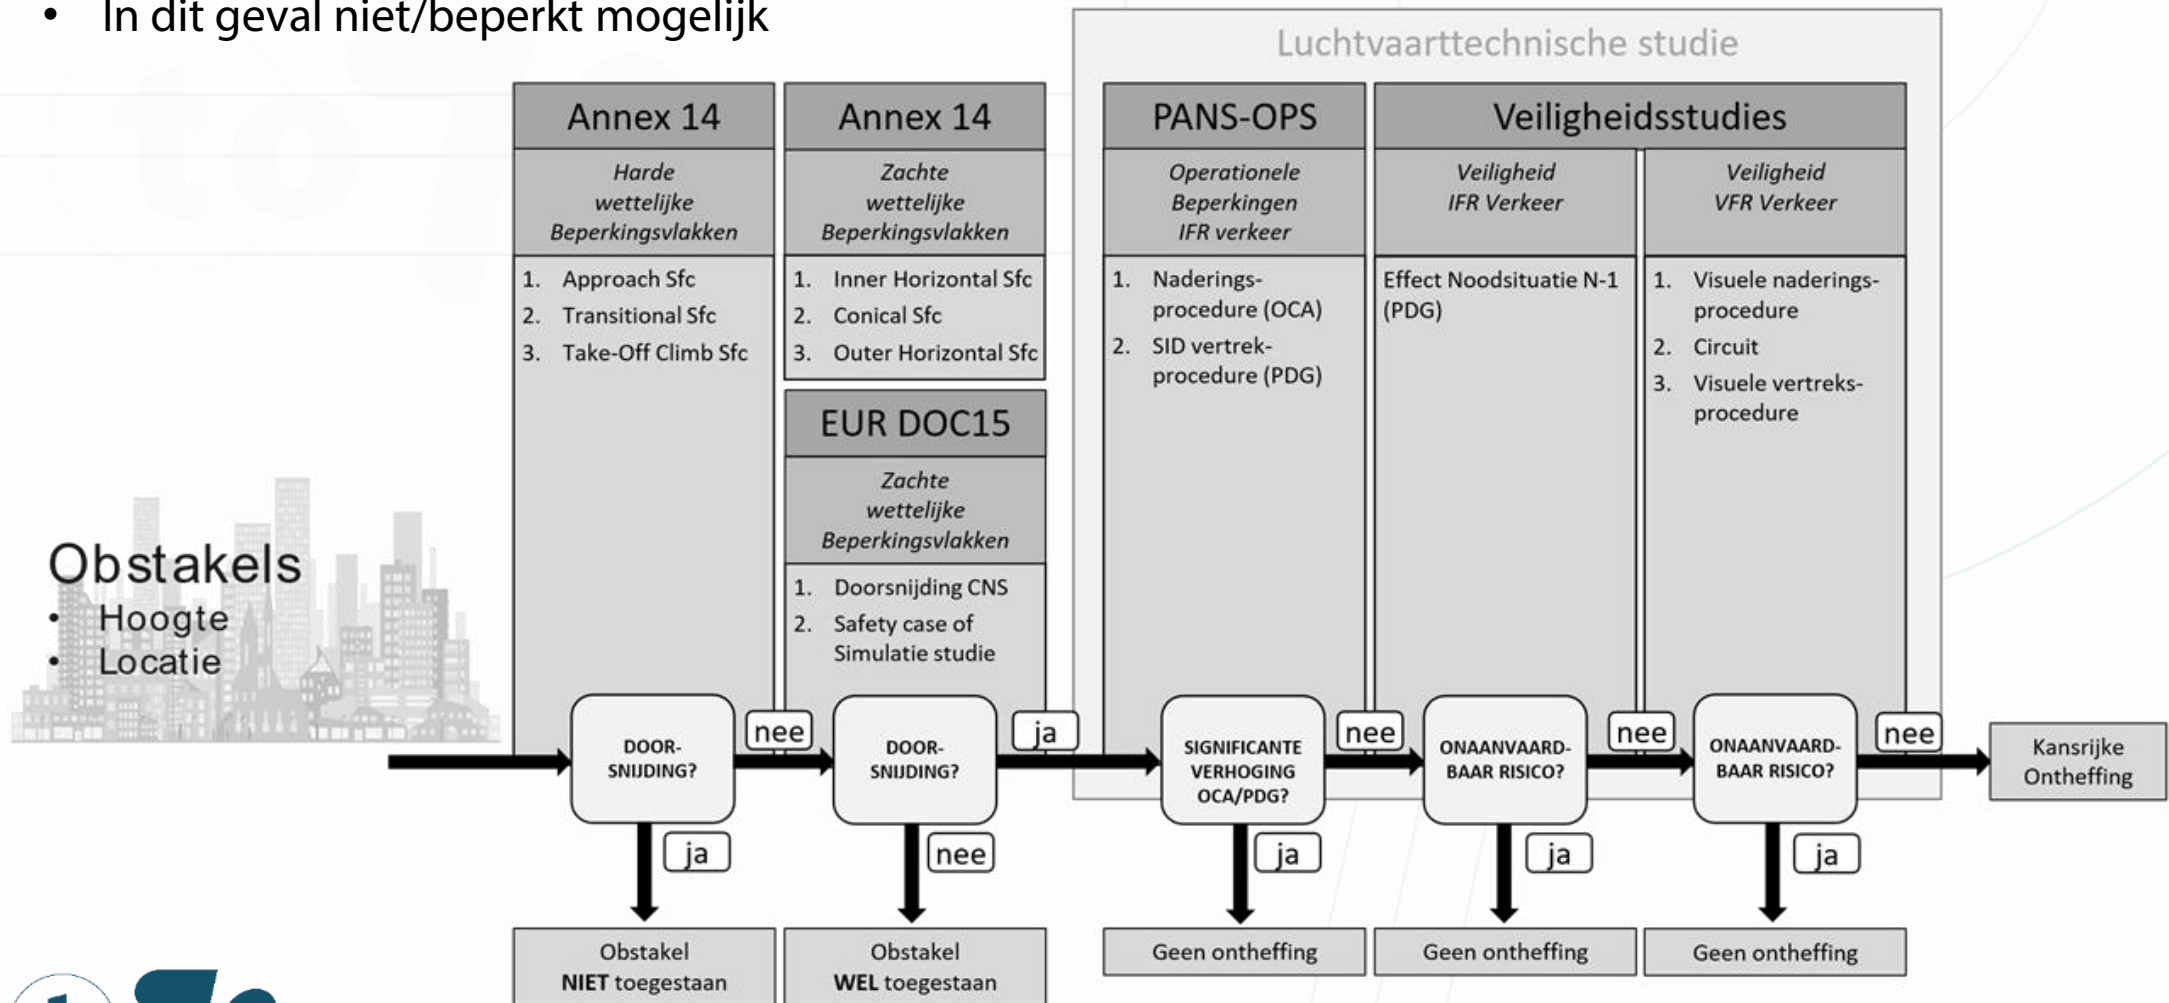 • In dit geval niet/beperkt mogelijk
Luchtvaarttechnische studie
Annex 14
Harde
wettelijke
Beperkingsvlakken
1. Approach Sfc
2. Transitional Sfc
3. Take-Off Climb Sfc
Annex 14
Zachte
wettelijke
Beperkingsvlakken
1. Inner Horizontal Sfc
2. Conical Sfc
3. Outer Horizontal Sfc
EUR DOC15
Zachte
wettelijke
Beperkingsvlakken
1. Doorsnijding CNS
2. Safety case of
Simulatie studie
PANS-OPS
Operationele
Beperkingen
IFR verkeer
1. Naderings-
procedure (OCA)
2. SID vertrek-
procedure (PDG)
Veiligheidsstudies
Veiligheid
IFR Verkeer
Effect Noodsituatie N-1
(PDG)
Veiligheid
VFR Verkeer
1. Visuele naderings-
procedure
2. Circuit
3. Visuele vertreks-
procedure
Obstakels
• Hoogte
• Locatie
DOOR-
SNIJDING?
nee
DOOR-
SNIJDING?
ja
SIGNIFICANTE
VERHOGING
OCA/PDG?
nee
ONAANVAARD-
BAAR RISICO?
nee
ONAANVAARD-
BAAR RISICO?
nee
Kansrijke
Ontheffing
ja
nee
ja
ja
ja
Obstakel
NIET toegestaan
Obstakel
WEL toegestaan
Geen ontheffing
Geen ontheffing
Geen ontheffing